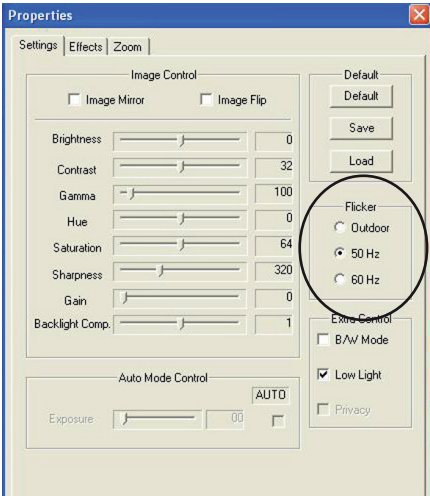 Properties
Settings Effects Zoom
Image Control
Image Mirror Image Flip
Brightness 0
Contrast 32
Gamma 100
Hue 0
Saturation 64
Sharpness 320
Gain 0
Backlight Comp. 1
Auto Mode Control
AUTO
Exposure 00
Default
Default
Save
Load
Flicker
Outdoor
50 Hz
60 Hz
Extra Control
B/W Mode
Low Light
Privacy